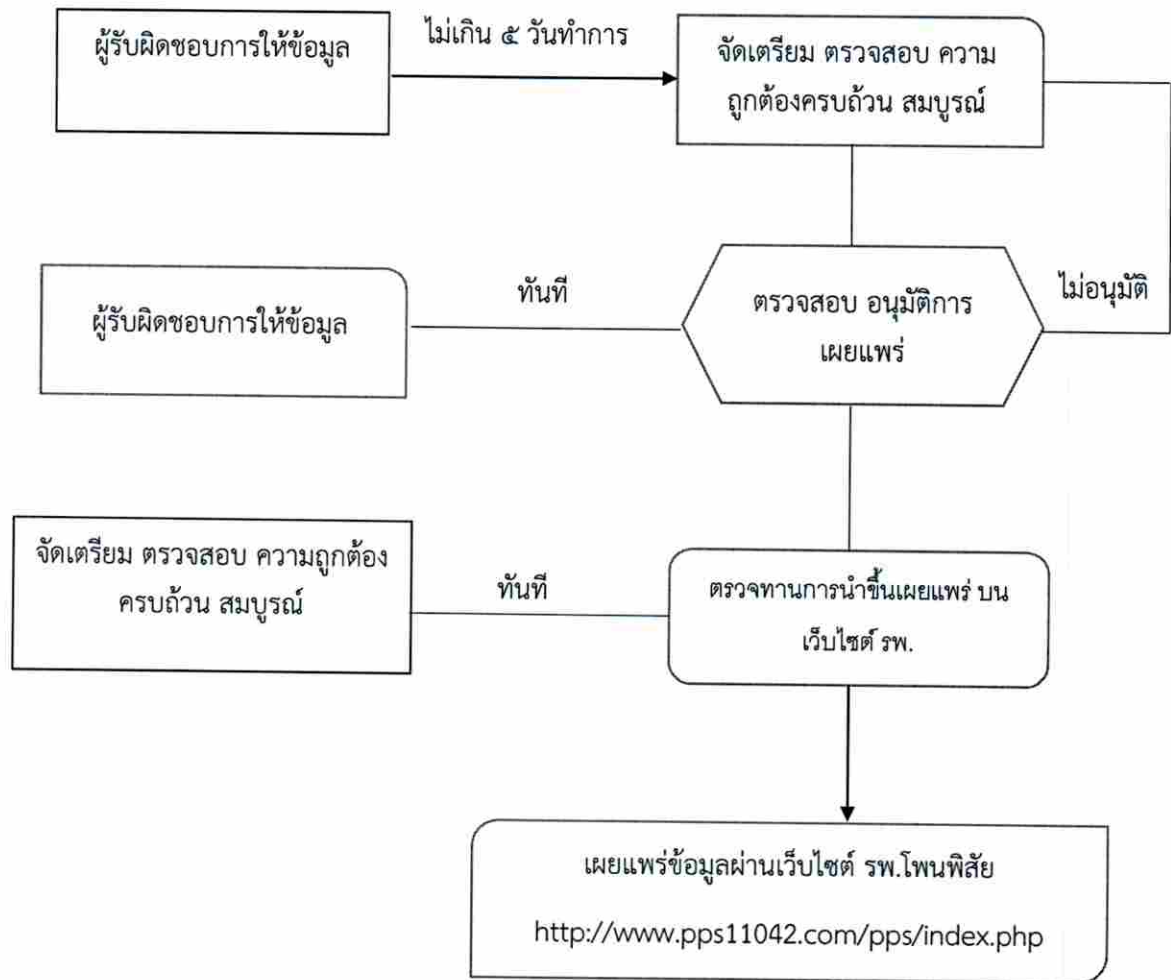 ผู้รับผิดชอบการให้ข้อมูล
ไม่เกิน ๕ วันทำการ
จัดเตรียม ตรวจสอบ ความ
ถูกต้องครบถ้วน สมบูรณ์
ผู้รับผิดชอบการให้ข้อมูล
ทันที
ตรวจสอบ อนุมัติการ
เผยแพร่
ไม่อนุมัติ
จัดเตรียม ตรวจสอบ ความถูกต้อง
ครบถ้วน สมบูรณ์
ทันที
ตรวจทานการนำขึ้นเผยแพร่ บน
เว็บไซต์ รพ.
เผยแพร่ข้อมูลผ่านเว็บไซต์ รพ.โพนพิสัย
http://www.pps11042.com/pps/index.php